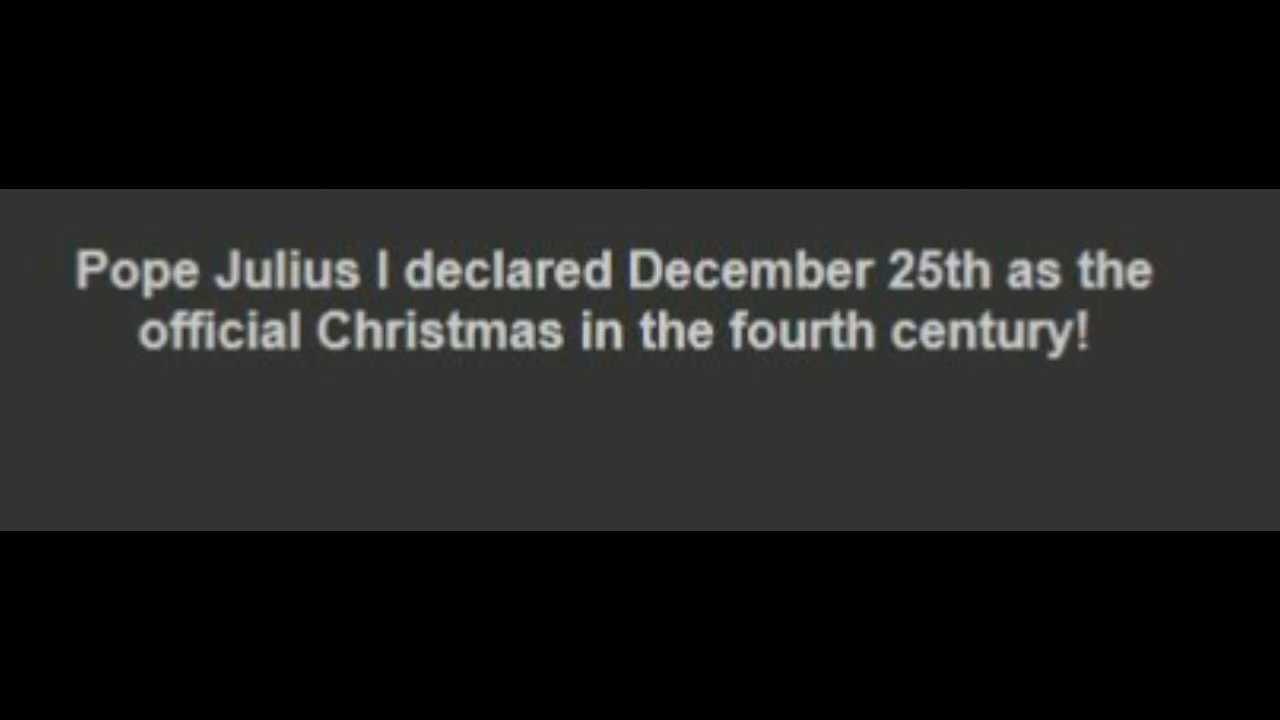 Pope Julius I declared December 25th as the
official Christmas in the fourth century!